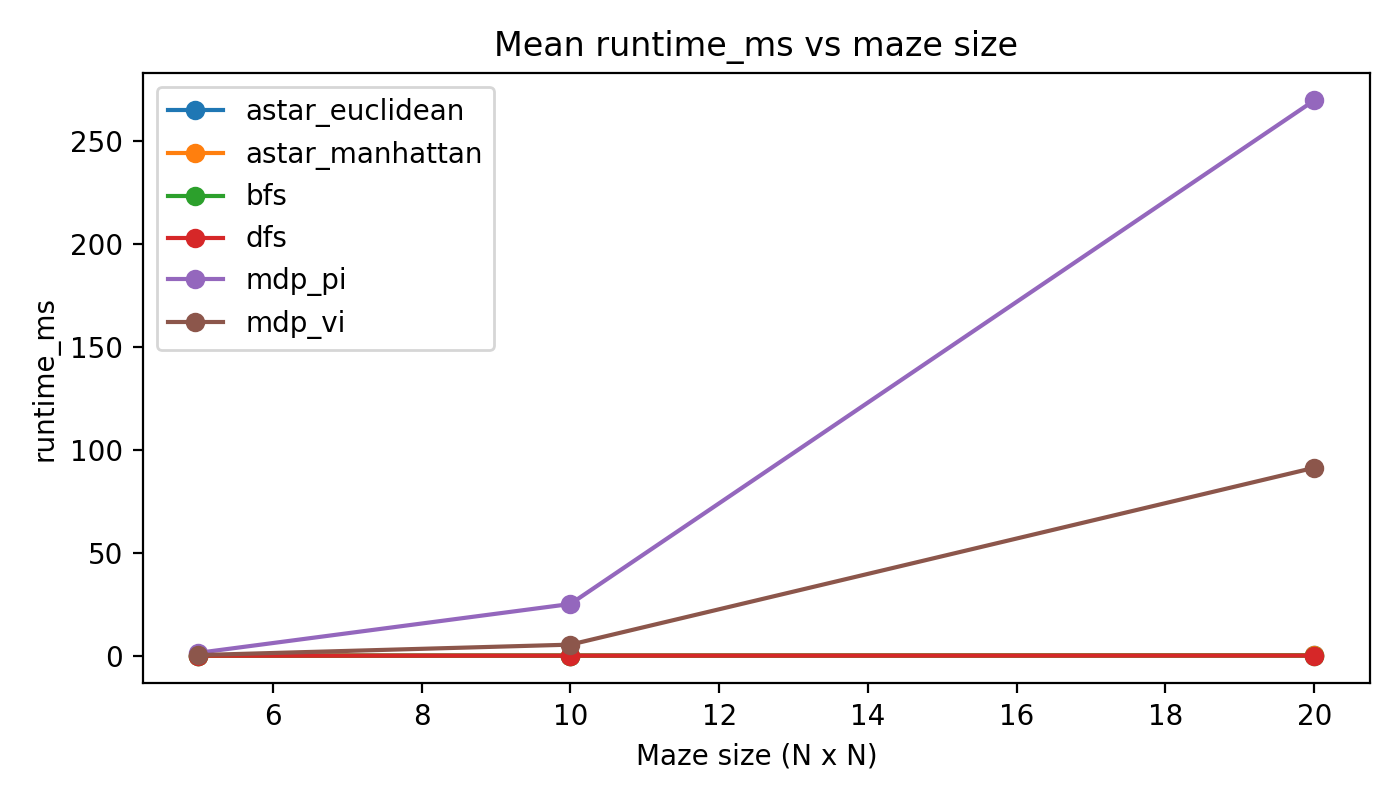 Mean runtime_ms vs maze size
astar_euclidean
astar_manhattan
bfs
dfs
mdp_pi
mdp_vi
runtime_ms
250
200
150
100
50
0
6 8 10 12 14 16 18 20
Maze size (N x N)